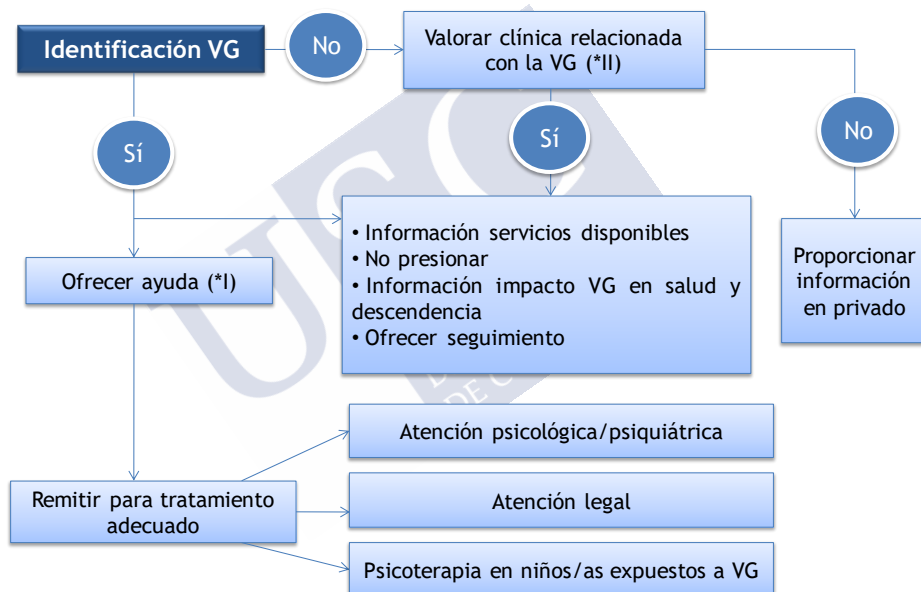 Identificación VG
No
Valorar clínica relacionada
con la VG (*II)
Sí
Sí
No
• Información servicios disponibles
• No presionar
• Información impacto VG en salud y
descendencia
• Ofrecer seguimiento
Proporcionar
información
en privado
Ofrecer ayuda (*I)
USC
DE C
Atención psicológica/psiquiátrica
Remitir para tratamiento
adecuado
Atención legal
Psicoterapia en niños/as expuestos a VG